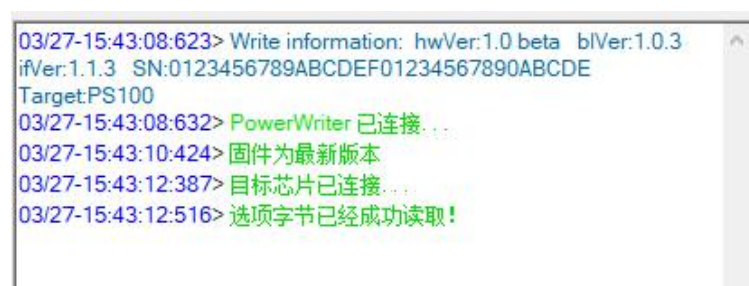 03/27-15:43:08:623> Write information:  hwVer:1.0 beta   blVer:1.0.3
ifVer:1.1.3   SN:0123456789ABCDEF01234567890ABCDE
Target:PS100
03/27-15:43:08:632> PowerWriter 已连接. . .
03/27-15:43:10:424> 固件为最新版本
03/27-15:43:12:387> 目标芯片已连接. . .
03/27-15:43:12:516> 选项字节已经成功读取!